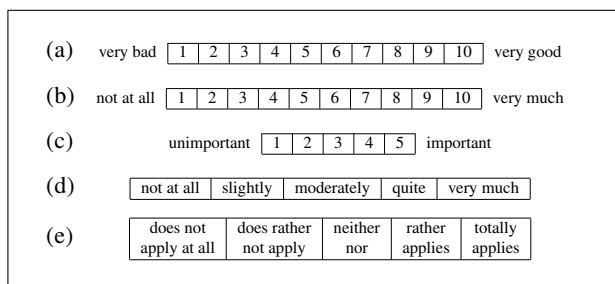 (a) very bad 1 2 3 4 5 6 7 8 9 10 very good
(b) not at all 1 2 3 4 5 6 7 8 9 10 very much
(c) unimportant 1 2 3 4 5 important
(d) not at all slightly moderately quite very much
(e) does not apply at all does rather not apply neither nor rather applies totally applies